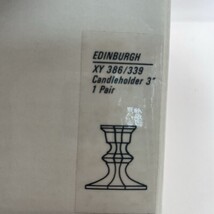 EDINBURGH
XY 386/339
Candleholder 3"
1 Pair